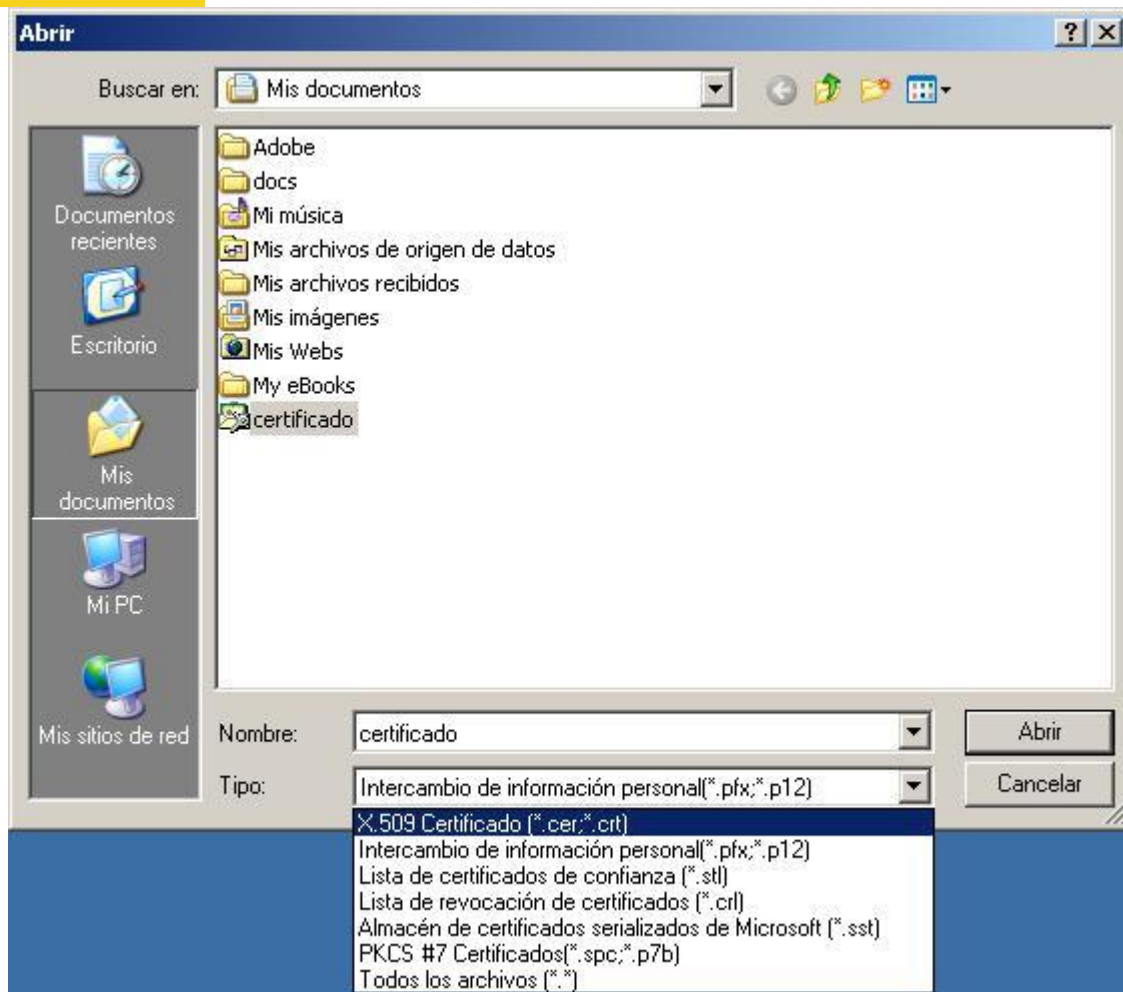 Abrir
Buscar en:
Mis documentos
Documentos
recientes
Escritorio
Mis
documentos
Mi PC
Mis sitios de red
Adobe
docs
Mi música
Mis archivos de origen de datos
Mis archivos recibidos
Mis imágenes
Mis Webs
My eBooks
certificado
Nombre:
certificado
Abrir
Tipo:
Intercambio de información personal(*.pfx;*.p12)
Cancelar
X.509 Certificado (*.cer;*.crt)
Intercambio de información personal(*.pfx;*.p12)
Lista de certificados de confianza (*.stl)
Lista de revocación de certificados (*.crl)
Almacén de certificados serializados de Microsoft (*.sst)
PKCS #7 Certificados(*.spc;*.p7b)
Todos los archivos (*.*)